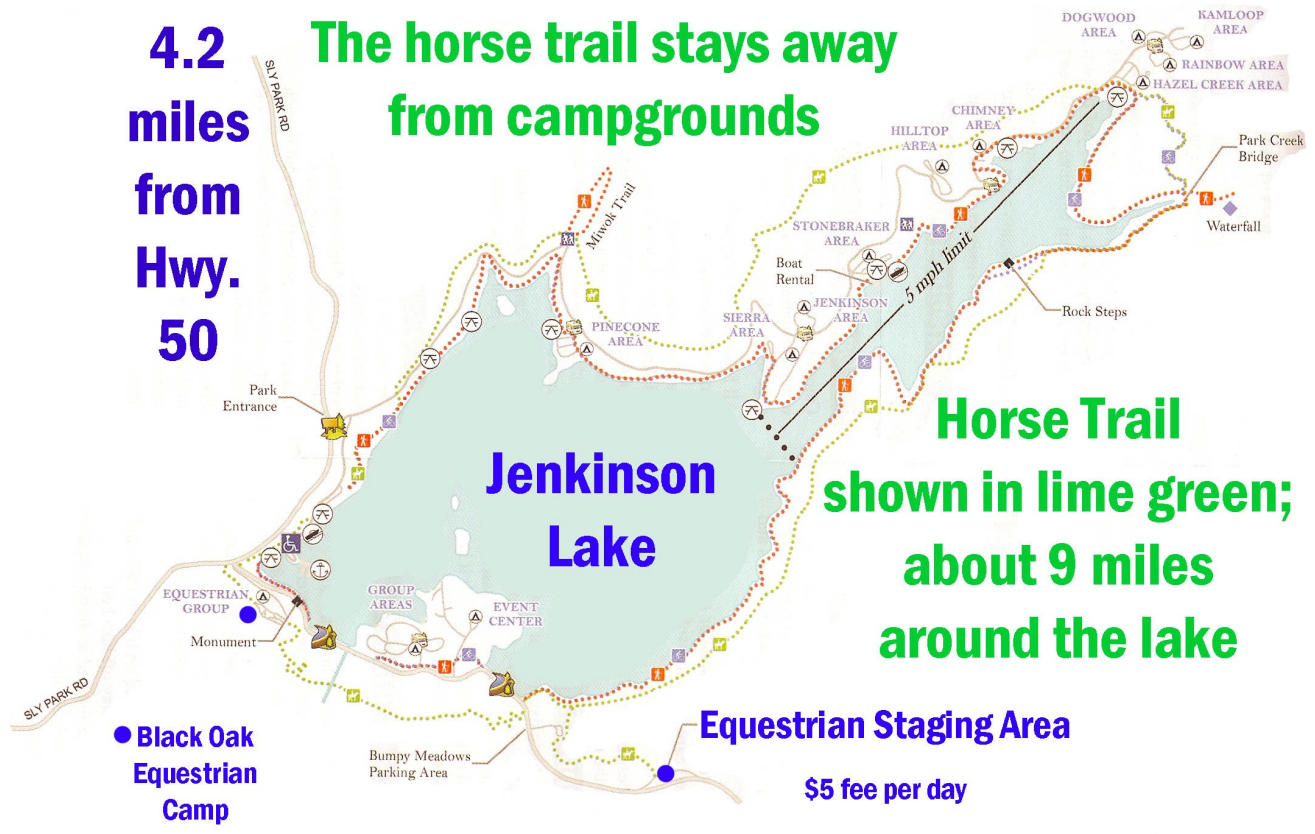 4.2
miles
from
Hwy.
50
The horse trail stays away
from campgrounds
SLY PARK RD
DOGWOOD
AREA
KAMLOOP
AREA
RAINBOW AREA
HAZEL CREEK AREA
CHIMNEY
AREA
HILLTOP
AREA
Park Creek
Bridge
Miwok Trail
STONEBRAKER
AREA
Waterfall
Boat
Rental
5 mph limit
JENKINSON
AREA
Rock Steps
SIERRA
AREA
PINECONE
AREA
Park
Entrance
Jenkinson
Lake
Horse Trail
shown in lime green;
about 9 miles
around the lake
EQUESTRIAN
GROUP
GROUP
AREAS
EVENT
CENTER
Monument
SLY PARK RD
Black Oak
Equestrian
Camp
Bumpy Meadows
Parking Area
Equestrian Staging Area
$5 fee per day